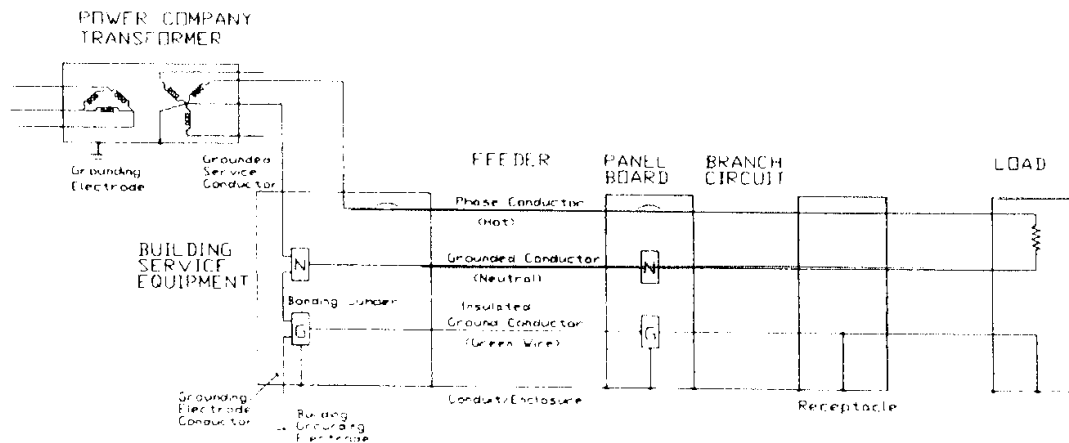 POWER COMPANY
TRANSFORMER
Grounding
Electrode
Grounded
Service
Conductor
FEEDER
PANEL
BOARD
BRANCH
CIRCUIT
LOAD
Phase Conductor
(Hot)
BUILDING
SERVICE
EQUIPMENT
N
Grounded Conductor
(Neutral)
N
Bonding Jumper
G
Insulated
Ground Conductor
(Green Wire)
G
Grounding
Electrode
Conductor
Building
Grounding
Electrode
Conduit/Enclosure
Receptacle